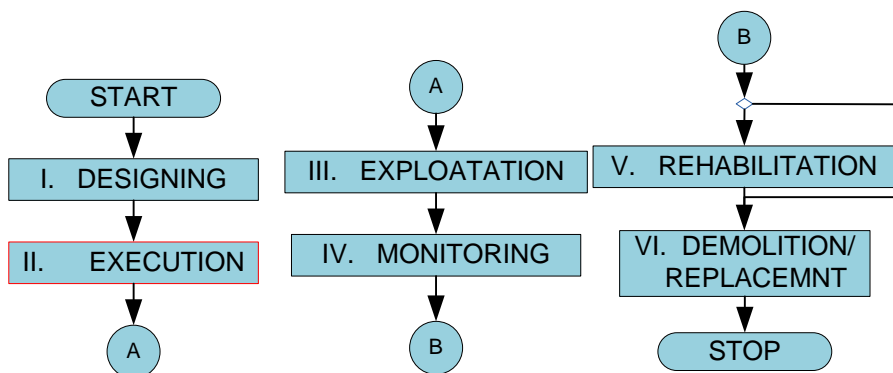 START
I. DESIGNING
II. EXECUTION
A
A
III. EXPLOATATION
IV. MONITORING
B
B
V. REHABILITATION
VI. DEMOLITION/
REPLACEMNT
STOP